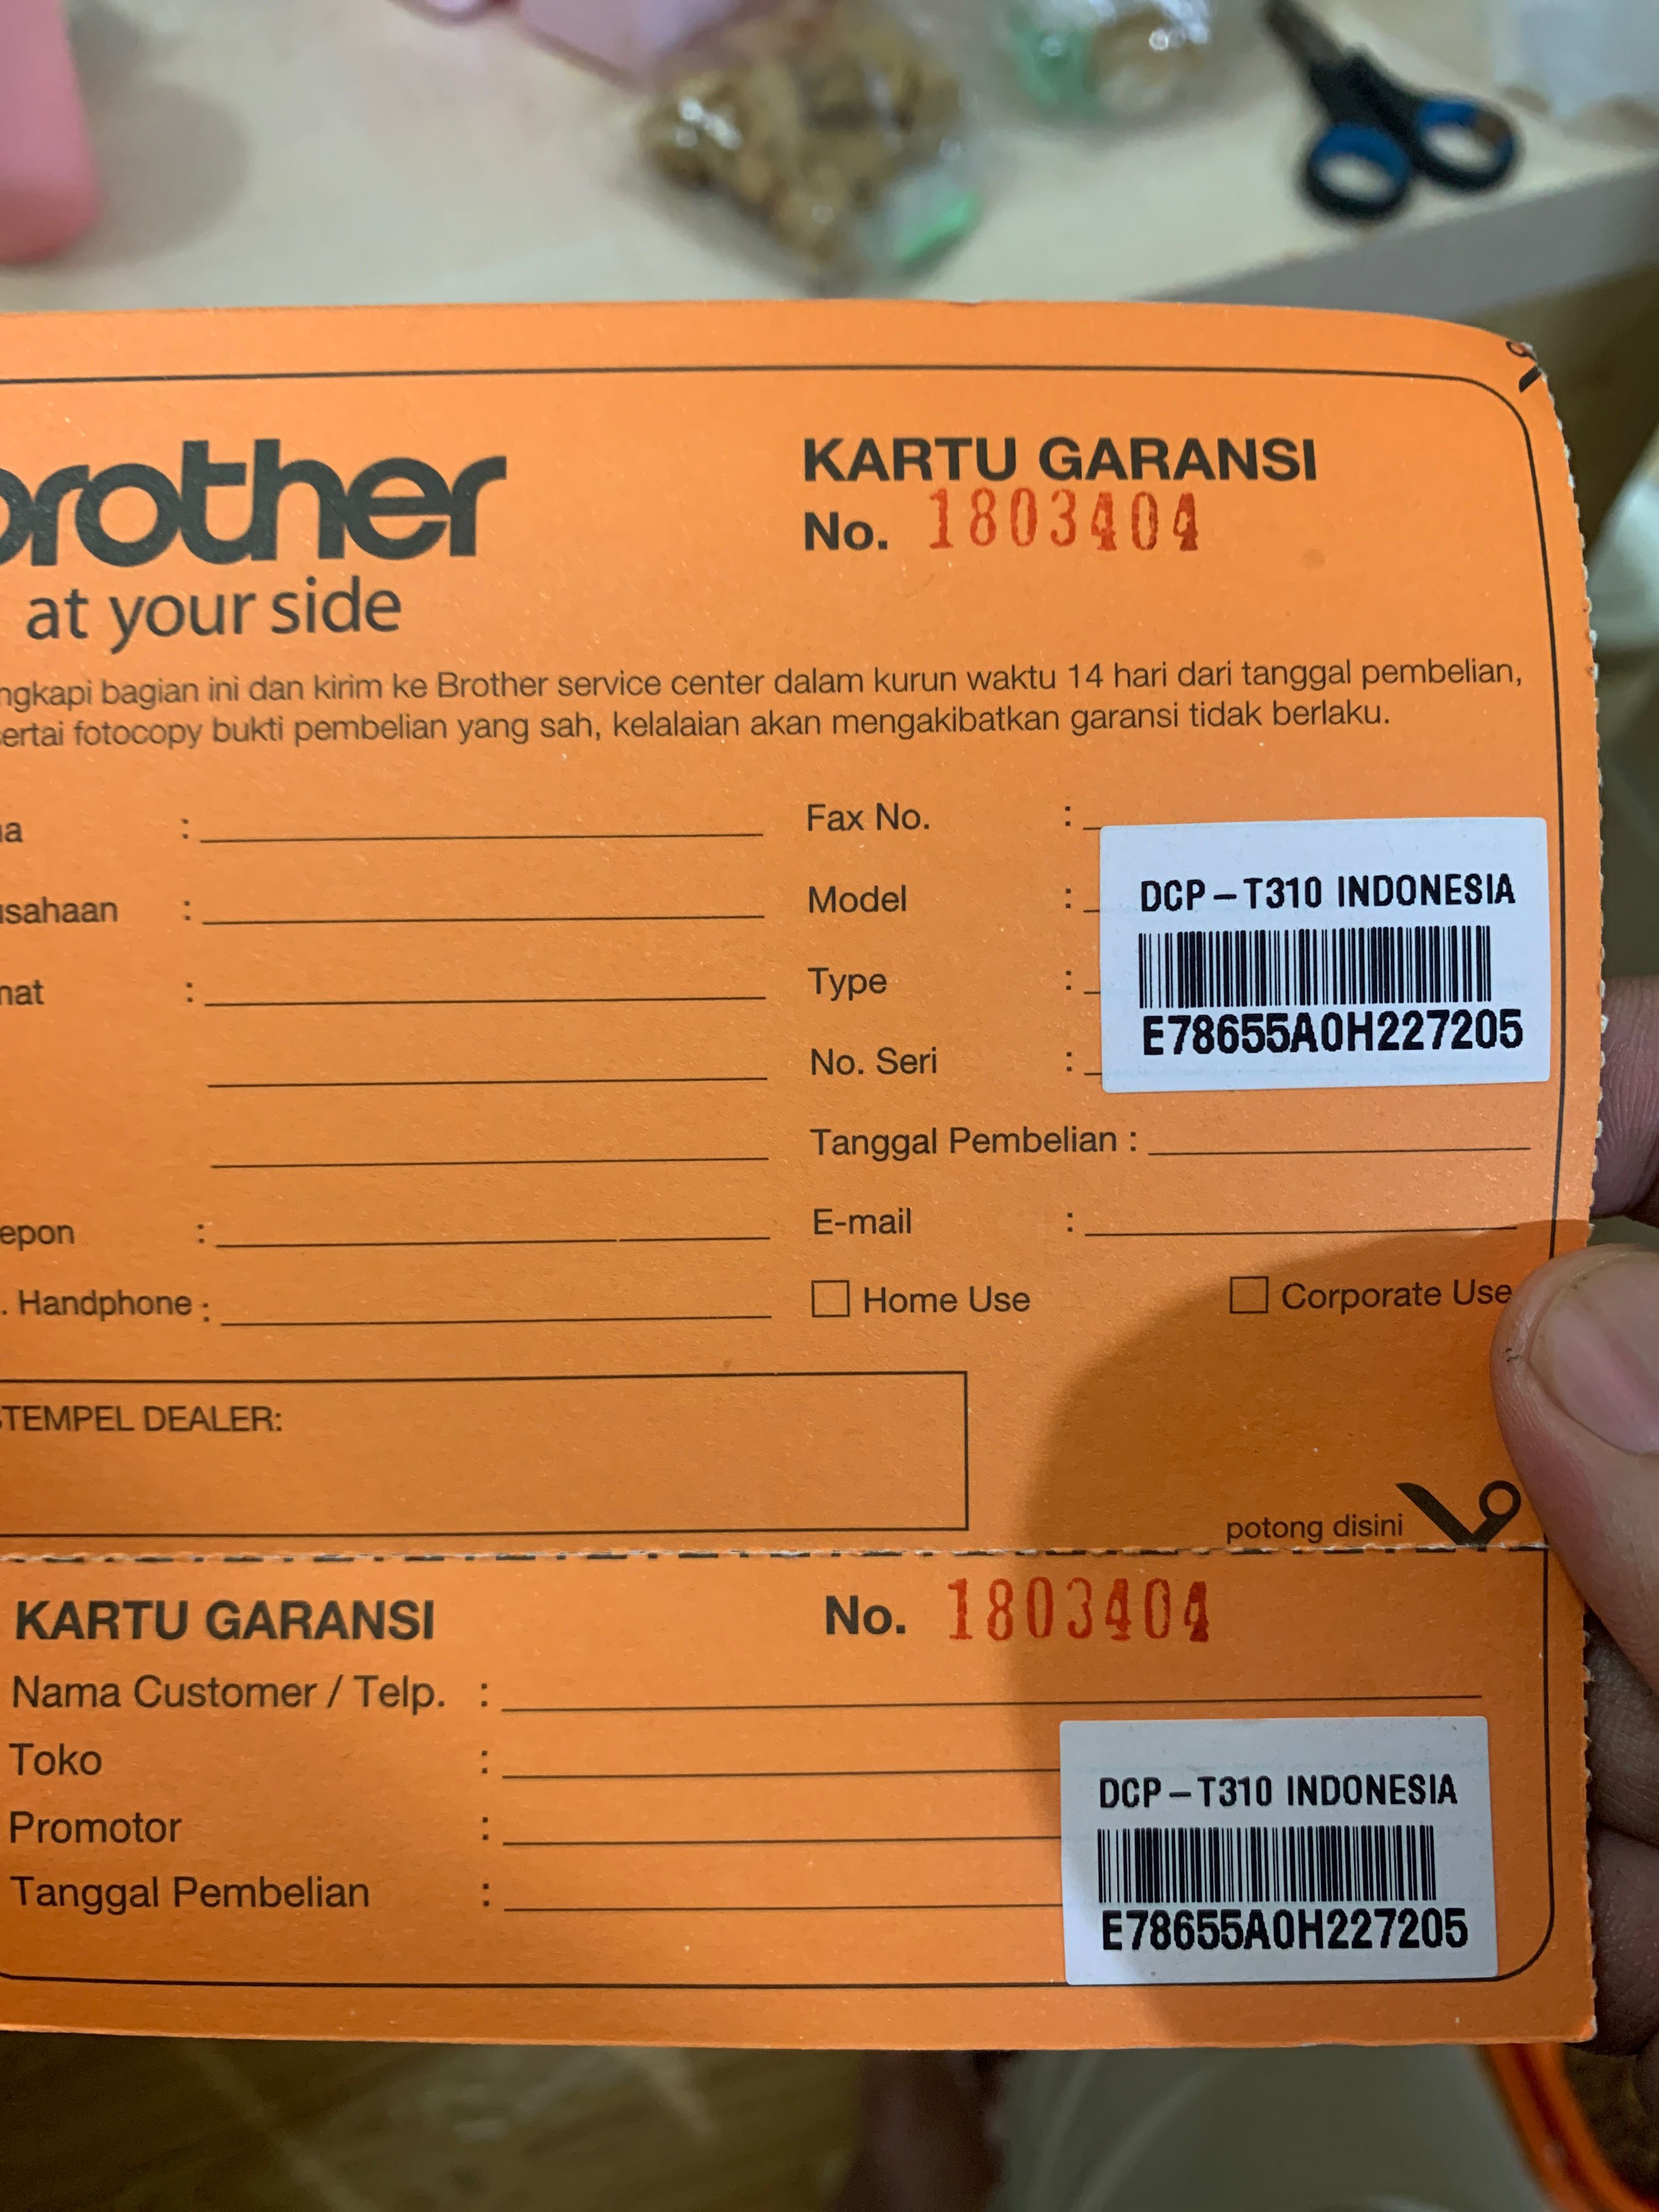 brother
at your side
KARTU GARANSI
No. 1803404
ngkapi bagian ini dan kirim ke Brother service center dalam kurun waktu 14 hari dari tanggal pembelian,
ertai fotocopy bukti pembelian yang sah, kelalaian akan mengakibatkan garansi tidak berlaku.
a :
usahaan :
mat :
epon :
. Handphone :
Fax No. :
Model :
Type :
No. Seri :
DCP-T310 INDONESIA
E78655A0H227205
Tanggal Pembelian :
E-mail :
Home Use
Corporate Use
STEMPEL DEALER:
potong disini
KARTU GARANSI
No. 1803404
Nama Customer / Telp. :
Toko :
Promotor :
Tanggal Pembelian :
DCP-T310 INDONESIA
E78655A0H227205